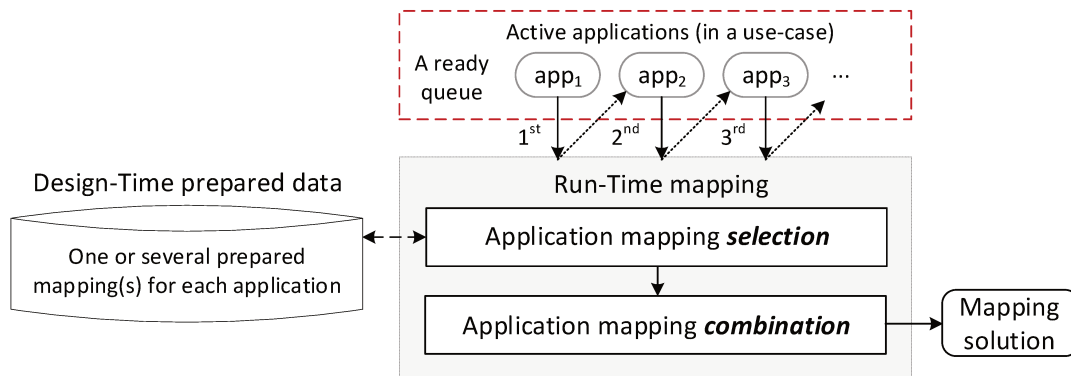 Active applications (in a use-case)
A ready
queue
app1
app2
app3
...
1st
2nd
3rd
Design-Time prepared data
Run-Time mapping
One or several prepared
mapping(s) for each application
Application mapping selection
Application mapping combination
Mapping
solution